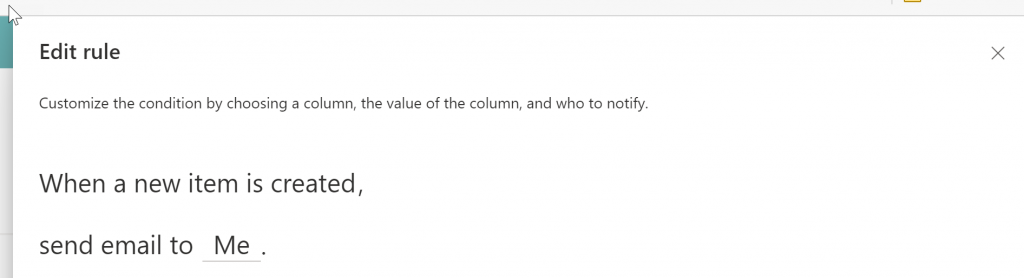 Edit rule
Customize the condition by choosing a column, the value of the column, and who to notify.
When a new item is created,
send email to Me .